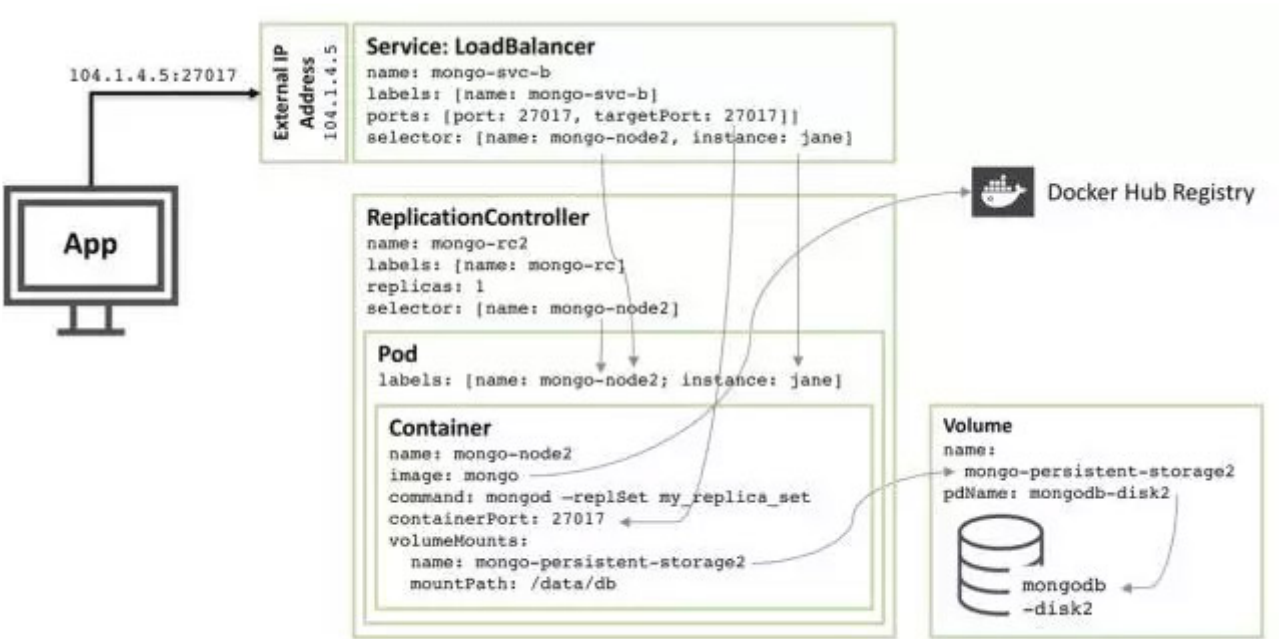 104.1.4.5:27017
External IP
Address
104.1.4.5
Service: LoadBalancer
name: mongo-svc-b
labels: [name: mongo-svc-b]
ports: [port: 27017, targetPort: 27017]]
selector: [name: mongo-node2, instance: jane]
App
Docker Hub Registry
ReplicationController
name: mongo-rc2
labels: [name: mongo-rc]
replicas: 1
selector: [name: mongo-node2]
Pod
labels: [name: mongo-node2; instance: jane]
Container
name: mongo-node2
image: mongo
command: mongod —replSet my_replica_set
containerPort: 27017
volumeMounts:
name: mongo-persistent-storage2
mountPath: /data/db
Volume
name:
mongo-persistent-storage2
pdName: mongodb-disk2
mongodb
-disk2